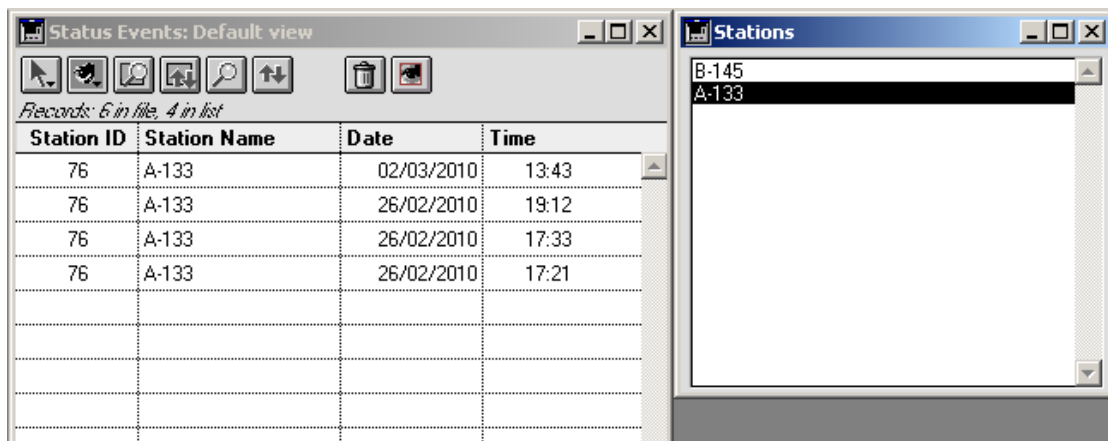 Status Events: Default view
Records: 6 in file, 4 in list
Station ID Station Name Date Time
76 A-133 02/03/2010 13:43
76 A-133 26/02/2010 19:12
76 A-133 26/02/2010 17:33
76 A-133 26/02/2010 17:21
Stations
B-145
A-133